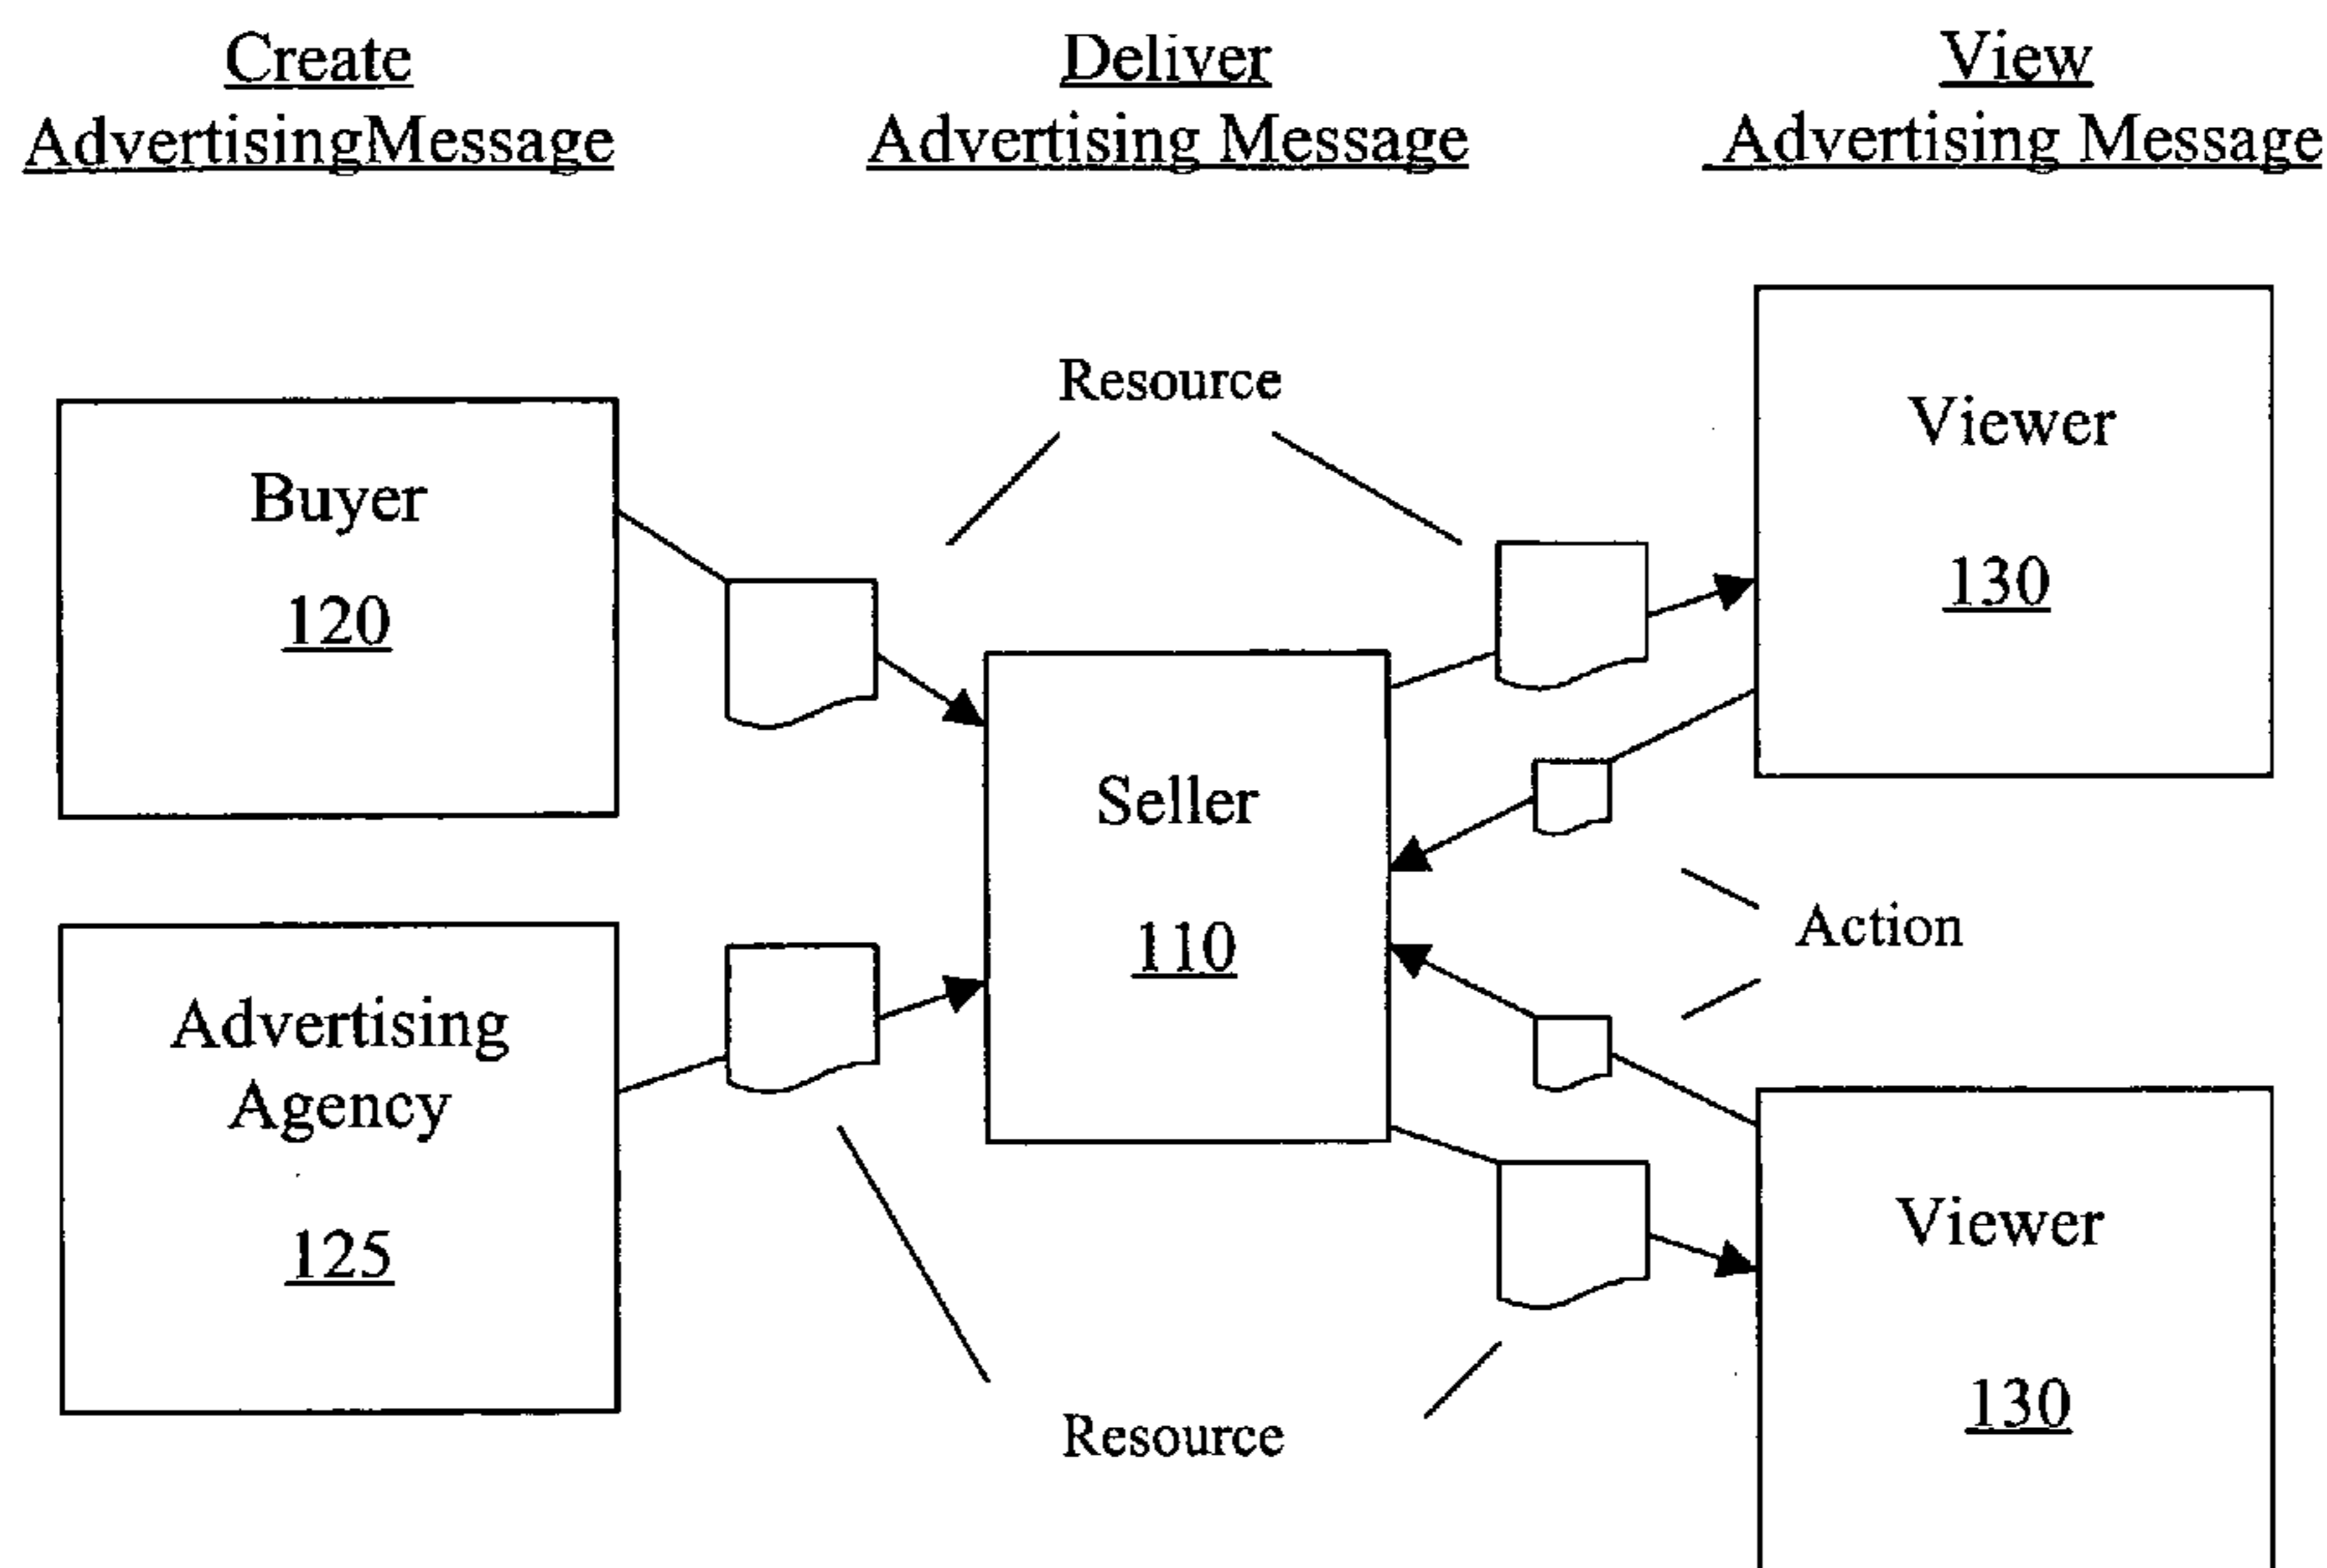 Create
AdvertisingMessage
Deliver
Advertising Message
View
Advertising Message
Resource
Buyer
120
Viewer
130
Seller
110
Action
Advertising
Agency
125
Viewer
130
Resource